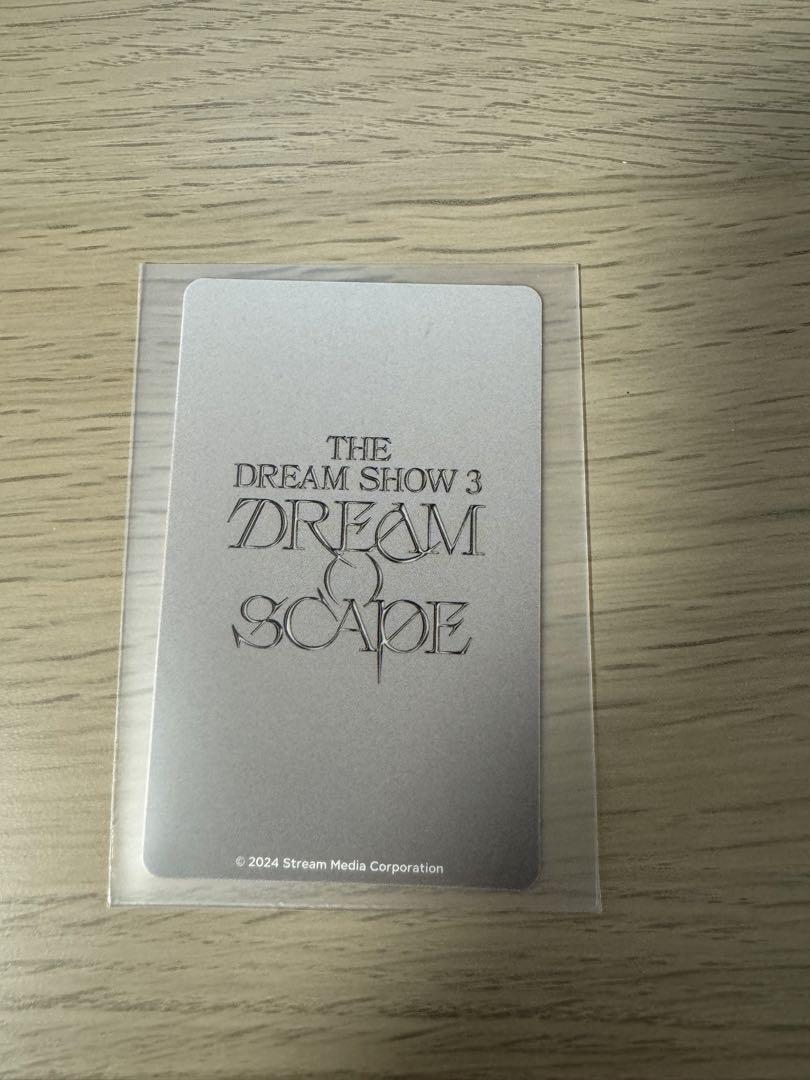 THE
DREAM SHOW 3
DREAM
( )
SCAPE
© 2024 Stream Media Corporation